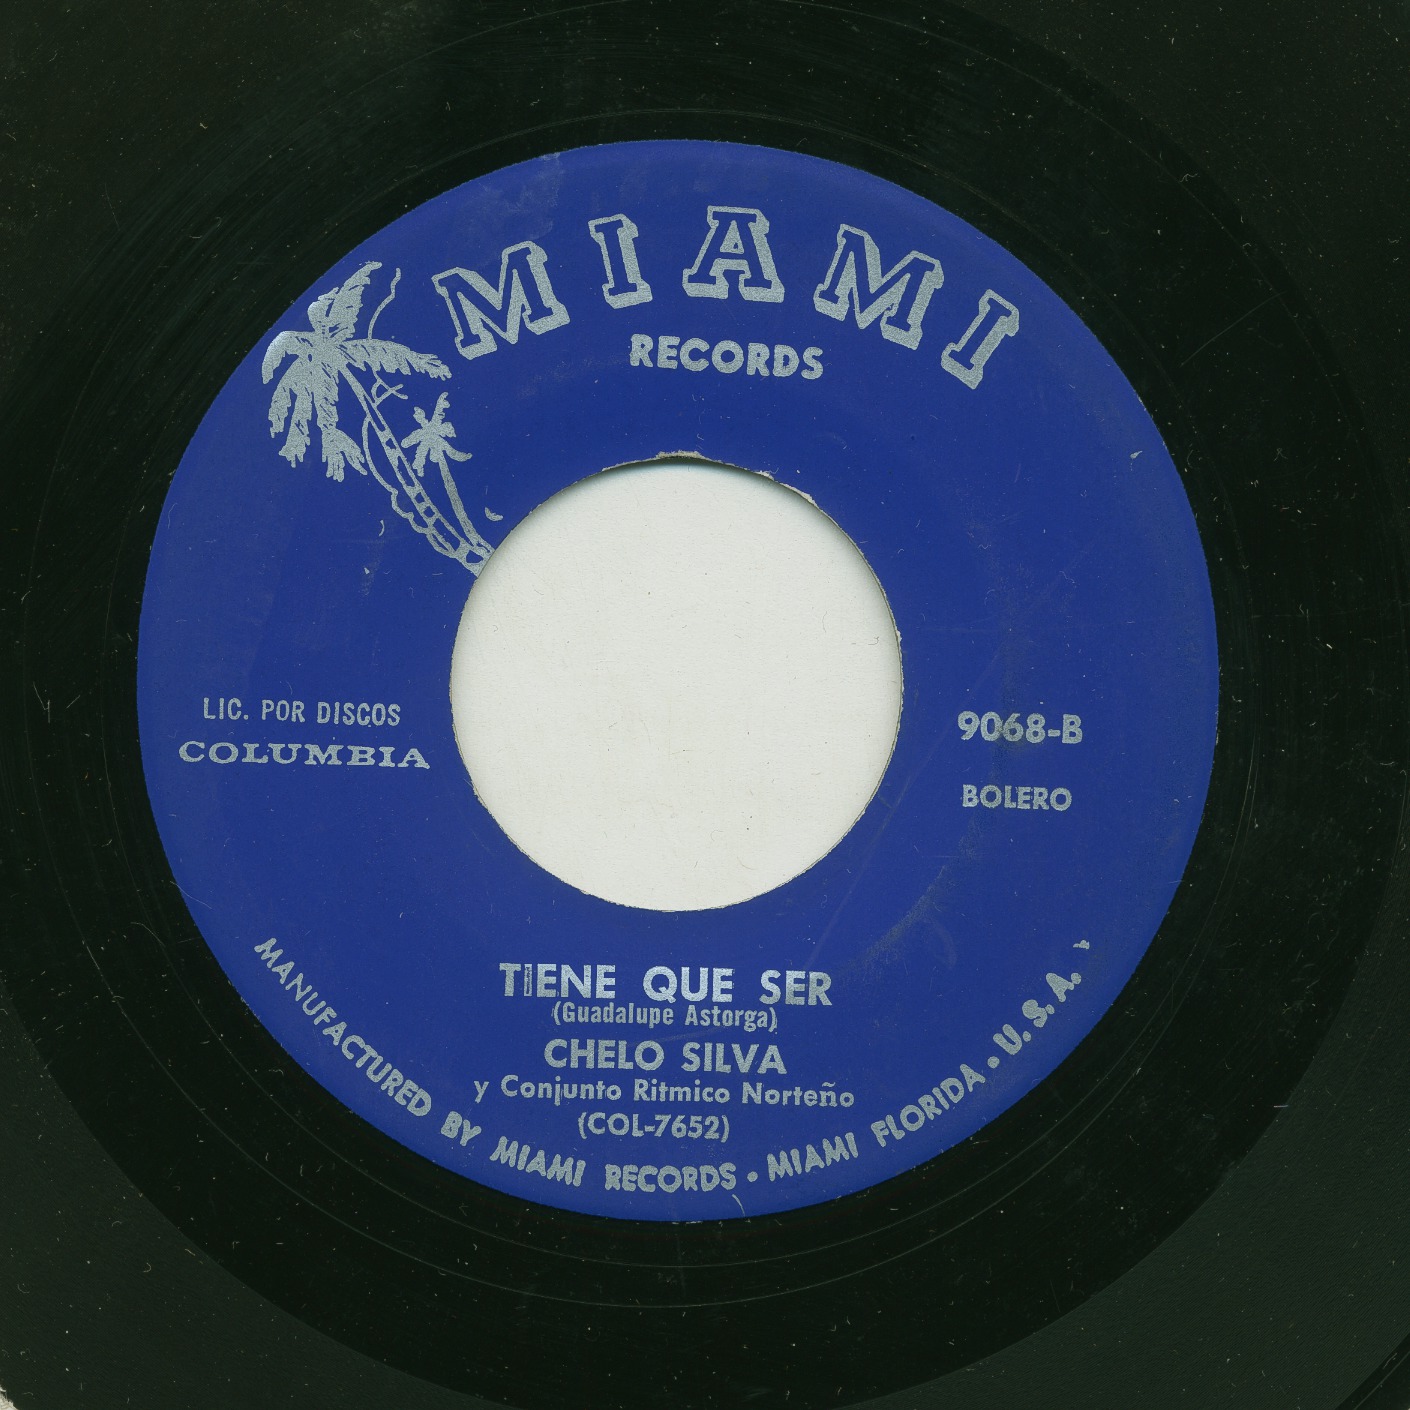 MIAMI
RECORDS
LIC. POR DISCOS
COLUMBIA
9068-B
BOLERO
TIENE QUE SER
(Guadalupe Astorga)
CHELO SILVA
y Conjunto Ritmico Norteño
(COL-7652)
MANUFACTURED BY MIAMI RECORDS • MIAMI FLORIDA • U.S.A.